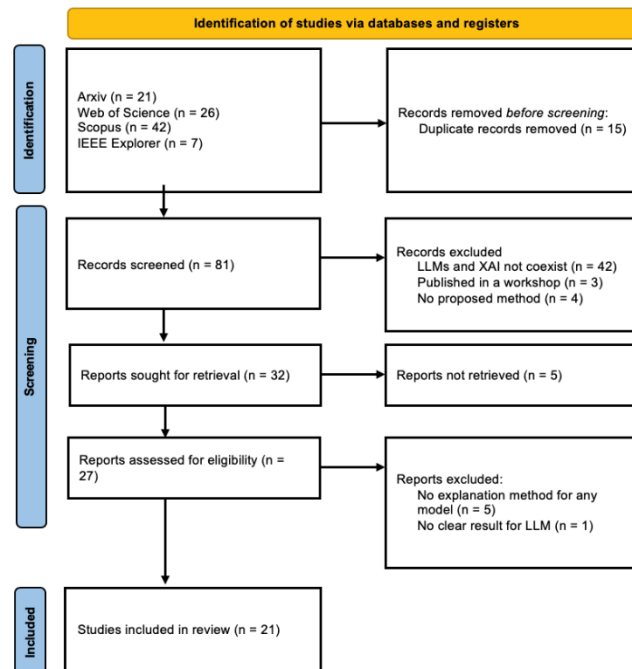 Identification of studies via databases and registers
Identification
Arxiv (n = 21)
Web of Science (n = 26)
Scopus (n = 42)
IEEE Explorer (n = 7)
Records removed before screening:
Duplicate records removed (n = 15)
Screening
Records screened (n = 81)
Records excluded
LLMs and XAI not coexist (n = 42)
Published in a workshop (n = 3)
No proposed method (n = 4)
Reports sought for retrieval (n = 32)
Reports not retrieved (n = 5)
Reports assessed for eligibility (n =
27)
Reports excluded:
No explanation method for any
model (n = 5)
No clear result for LLM (n = 1)
Included
Studies included in review (n = 21)